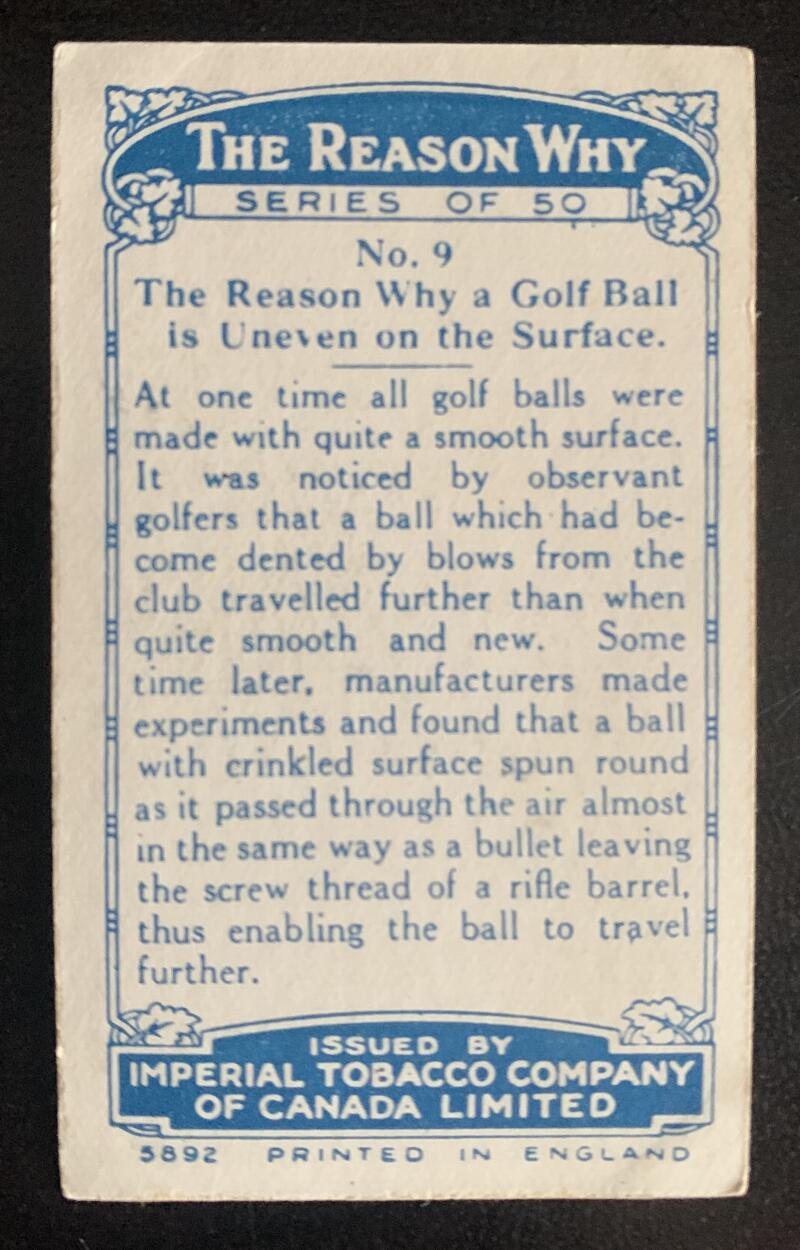 THE REASON WHY
SERIES OF 50
No. 9
The Reason Why a Golf Ball
is Uneven on the Surface.
At one time all golf balls were
made with quite a smooth surface.
It was noticed by observant
golfers that a ball which had be-
come dented by blows from the
club travelled further than when
quite smooth and new. Some
time later, manufacturers made
experiments and found that a ball
with crinkled surface spun round
as it passed through the air almost
in the same way as a bullet leaving
the screw thread of a rifle barrel,
thus enabling the ball to travel
further.
ISSUED BY
IMPERIAL TOBACCO COMPANY
OF CANADA LIMITED
5892 PRINTED IN ENGLAND